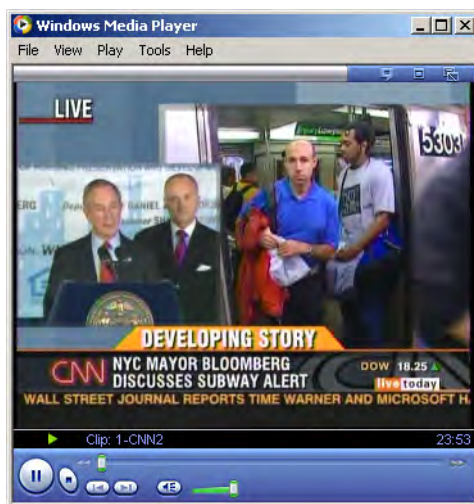 Windows Media Player
File View Play Tools Help
LIVE
5303
DEVELOPING STORY
CNN
NYC MAYOR BLOOMBERG
DISCUSSES SUBWAY ALERT
DOW 18.25
live today
WALL STREET JOURNAL REPORTS TIME WARNER AND MICROSOFT H
Clip: 1-CNN2
23:53